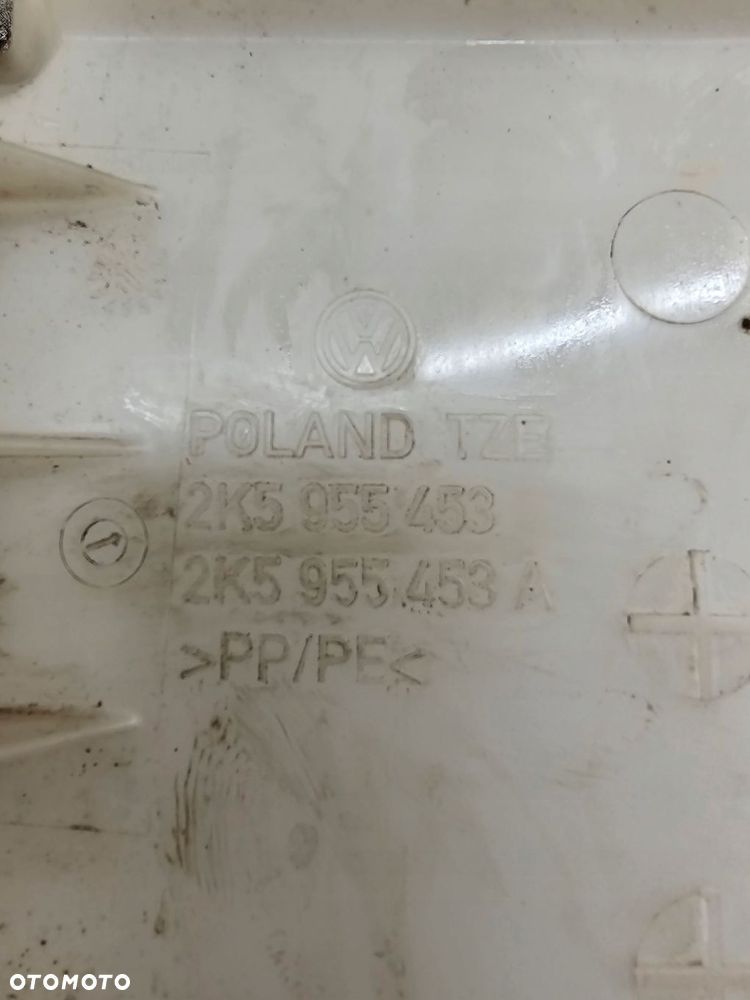 POLAND TZE
2K5 955 453
2K5 955 453 A
>PP/PE<
OTOMOTO